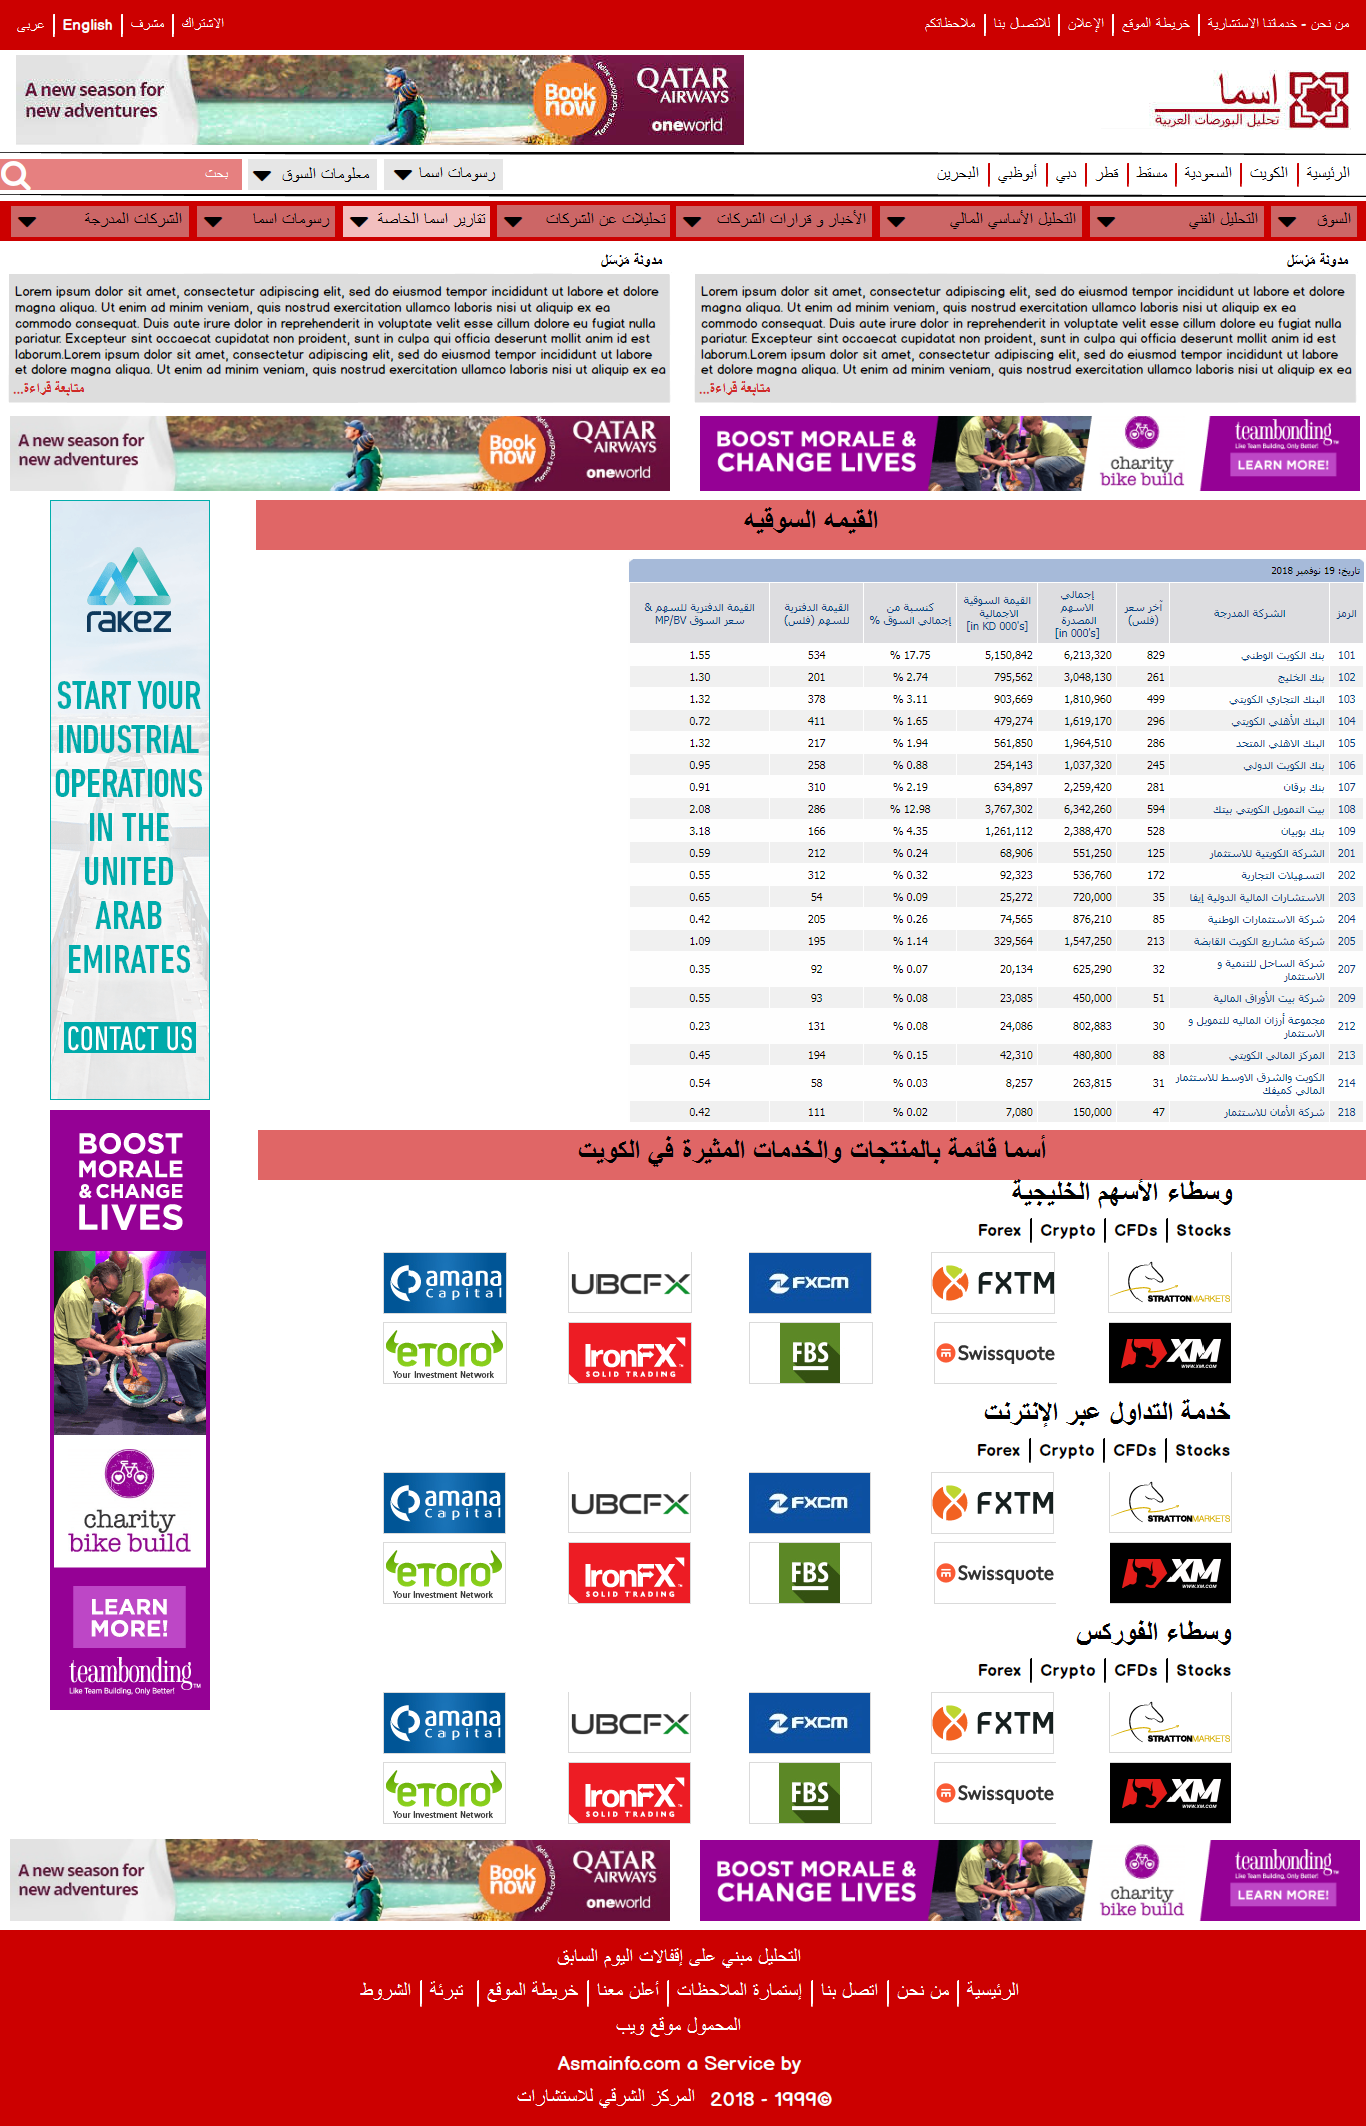 من نحن - خدمقتنا الاستشارية | خريطة الموقع | الإعلان | للاتصال بنا | ملاحظاتكم
الاشتراك | مشرف | English | عربى
A new season for
new adventures
Book
now
Terms & conditions apply
QATAR
AIRWAYS
oneworld
اسما
تحليل البورصات العربية
الرئيسية | الكويت | السعودية | مسقط | قطر | دبي | أبوظبي | البحرين
رسومات اسما
معلومات السوق
بحث
السوق
التحليل الفني
التحليل الأساسي المالي
الأخبار و قرارات الشركات
تحليلات عن الشركات
تقارير اسما الخاصة
رسومات اسما
الشركات المدرجة
مدونة مَرْسَل
Lorem ipsum dolor sit amet, consectetur adipiscing elit, sed do eiusmod tempor incididunt ut labore et dolore
magna aliqua. Ut enim ad minim veniam, quis nostrud exercitation ullamco laboris nisi ut aliquip ex ea
commodo consequat. Duis aute irure dolor in reprehenderit in voluptate velit esse cillum dolore eu fugiat nulla
pariatur. Excepteur sint occaecat cupidatat non proident, sunt in culpa qui officia deserunt mollit anim id est
laborum.Lorem ipsum dolor sit amet, consectetur adipiscing elit, sed do eiusmod tempor incididunt ut labore
et dolore magna aliqua. Ut enim ad minim veniam, quis nostrud exercitation ullamco laboris nisi ut aliquip ex ea
متابعة قراءة...
مدونة مَرْسَل
Lorem ipsum dolor sit amet, consectetur adipiscing elit, sed do eiusmod tempor incididunt ut labore et dolore
magna aliqua. Ut enim ad minim veniam, quis nostrud exercitation ullamco laboris nisi ut aliquip ex ea
commodo consequat. Duis aute irure dolor in reprehenderit in voluptate velit esse cillum dolore eu fugiat nulla
pariatur. Excepteur sint occaecat cupidatat non proident, sunt in culpa qui officia deserunt mollit anim id est
laborum.Lorem ipsum dolor sit amet, consectetur adipiscing elit, sed do eiusmod tempor incididunt ut labore
et dolore magna aliqua. Ut enim ad minim veniam, quis nostrud exercitation ullamco laboris nisi ut aliquip ex ea
متابعة قراءة...
BOOST MORALE &
CHANGE LIVES
charity
bike build
teambonding™
Like Team Building, Only Better!
LEARN MORE!
A new season for
new adventures
Book
now
Terms & conditions apply
QATAR
AIRWAYS
oneworld
القيمه السوقيه
تاريخ: 19 نوفمبر 2018
الرمز | الشركة المدرجة | آخر سعر (فلس) | إجمالي الاسهم المصدرة [in 000's] | القيمة السوقية الاجمالية [in KD 000's] | كنسبة من إجمالي السوق % | القيمة الدفترية للسهم (فلس) | القيمة الدفترية للسهم & سعر السوق MP/BV
101 بنك الكويت الوطني 829 6,213,320 5,150,842 17.75 % 534 1.55
102 بنك الخليج 261 3,048,130 795,562 2.74 % 201 1.30
103 البنك التجاري الكويتي 499 1,810,960 903,669 3.11 % 378 1.32
104 البنك الأهلي الكويتي 296 1,619,170 479,274 1.65 % 411 0.72
105 البنك الاهلي المتحد 286 1,964,510 561,850 1.94 % 217 1.32
106 بنك الكويت الدولي 245 1,037,320 254,143 0.88 % 258 0.95
107 بنك برقان 281 2,259,420 634,897 2.19 % 310 0.91
108 بيت التمويل الكويتي بيتك 594 6,342,260 3,767,302 12.98 % 286 2.08
109 بنك بوبيان 528 2,388,470 1,261,112 4.35 % 166 3.18
201 الشركة الكويتية للاستثمار 125 551,250 68,906 0.24 % 212 0.59
202 التسهيلات التجارية 172 536,760 92,323 0.32 % 312 0.55
203 الاستشارات المالية الدولية إيفا 35 720,000 25,272 0.09 % 54 0.65
204 شركة الاستثمارات الوطنية 85 876,210 74,565 0.26 % 205 0.42
205 شركة مشاريع الكويت القابضة 213 1,547,250 329,564 1.14 % 195 1.09
207 شركة الساحل للتنمية و الاستثمار 32 625,290 20,134 0.07 % 92 0.35
209 شركة بيت الأوراق المالية 51 450,000 23,085 0.08 % 93 0.55
212 مجموعة أرزان الماليه للتمويل و الاستثمار 30 802,883 24,086 0.08 % 131 0.23
213 المركز المالي الكويتي 88 480,800 42,310 0.15 % 194 0.45
214 الكويت والشرق الاوسط للاستثمار المالي كميفك 31 263,815 8,257 0.03 % 58 0.54
218 شركة الأمان للاستثمار 47 150,000 7,080 0.02 % 111 0.42
rakez
START YOUR
INDUSTRIAL
OPERATIONS
IN THE
UNITED
ARAB
EMIRATES
CONTACT US
BOOST
MORALE
& CHANGE
LIVES
charity
bike build
LEARN
MORE!
teambonding™
Like Team Building, Only Better!
أسما قائمة بالمنتجات والخدمات المثيرة في الكويت
وسطاء الأسهم الخليجية
Forex | Crypto | CFDs | Stocks
amana capital
UBCFX
FXCM
FXTM
STRATTONMARKETS
eToro
Your Investment Network
IronFX
SOLID TRADING
FBS
Swissquote
XM
WWW.XM.COM
خدمة التداول عبر الإنترنت
Forex | Crypto | CFDs | Stocks
amana capital
UBCFX
FXCM
FXTM
STRATTONMARKETS
eToro
Your Investment Network
IronFX
SOLID TRADING
FBS
Swissquote
XM
WWW.XM.COM
وسطاء الفوركس
Forex | Crypto | CFDs | Stocks
amana capital
UBCFX
FXCM
FXTM
STRATTONMARKETS
eToro
Your Investment Network
IronFX
SOLID TRADING
FBS
Swissquote
XM
WWW.XM.COM
A new season for
new adventures
Book
now
Terms & conditions apply
QATAR
AIRWAYS
oneworld
BOOST MORALE &
CHANGE LIVES
charity
bike build
teambonding™
Like Team Building, Only Better!
LEARN MORE!
التحليل مبني على إقفالات اليوم السابق
الرئيسية | من نحن | اتصل بنا | إستمارة الملاحظات | أعلن معنا | خريطة الموقع | تبرئة | الشروط
المحمول موقع ويب
Asmainfo.com a Service by
المركز الشرقي للاستشارات 2018 - 1999©